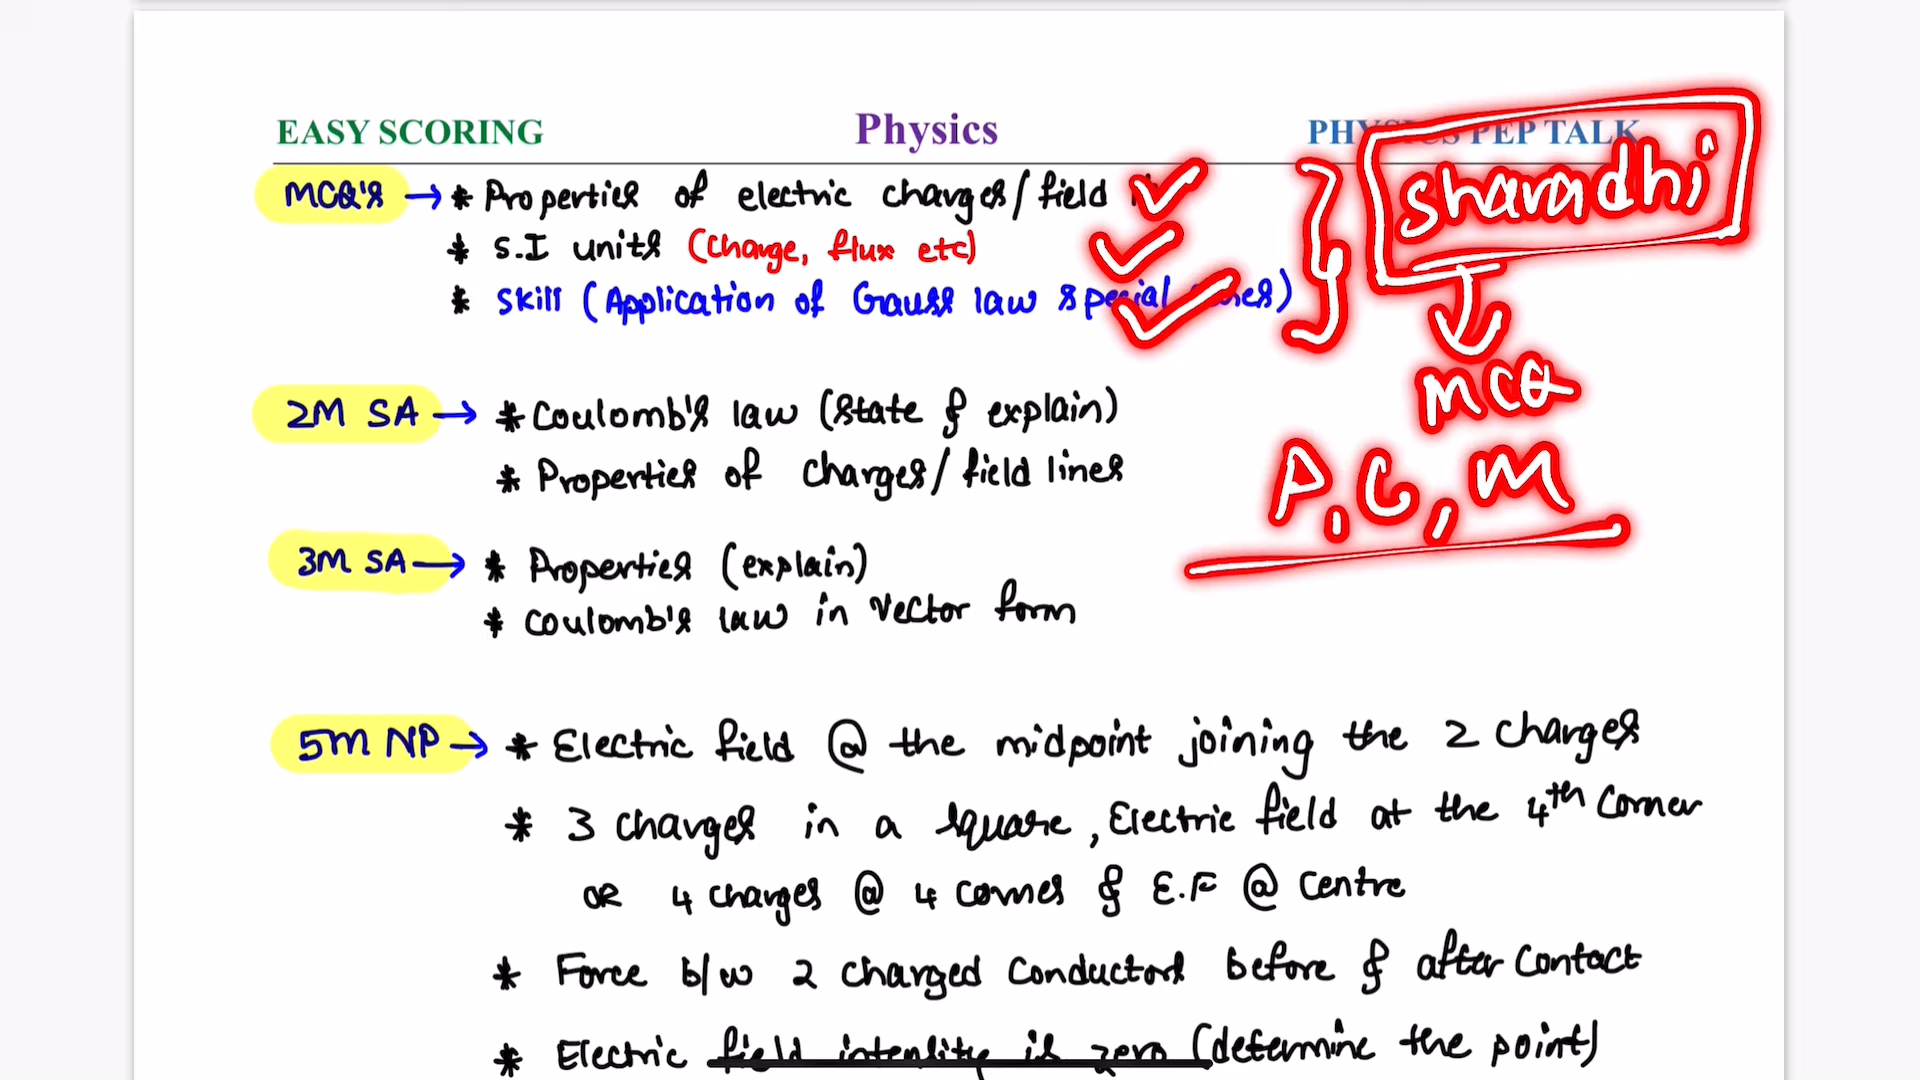 EASY SCORING Physics PHYSICS PEP TALK
MCQ's → * Properties of electric charges/field
* S.I units (Charge, flux etc)
* Skill (Application of Gauss law special cases)
sharadhi
MCQ
P, C, M
2M SA → * Coulomb's law (state & explain)
* Properties of charges/field lines
3M SA → * Properties (explain)
* Coulomb's law in vector form
5M NP → * Electric field @ the midpoint joining the 2 charges
* 3 charges in a square, Electric field at the 4th Corner
OR 4 charges @ 4 corners & E.F @ Centre
* Force b/w 2 charged Conductors before & after Contact
* Electric field intensity is zero (determine the point)